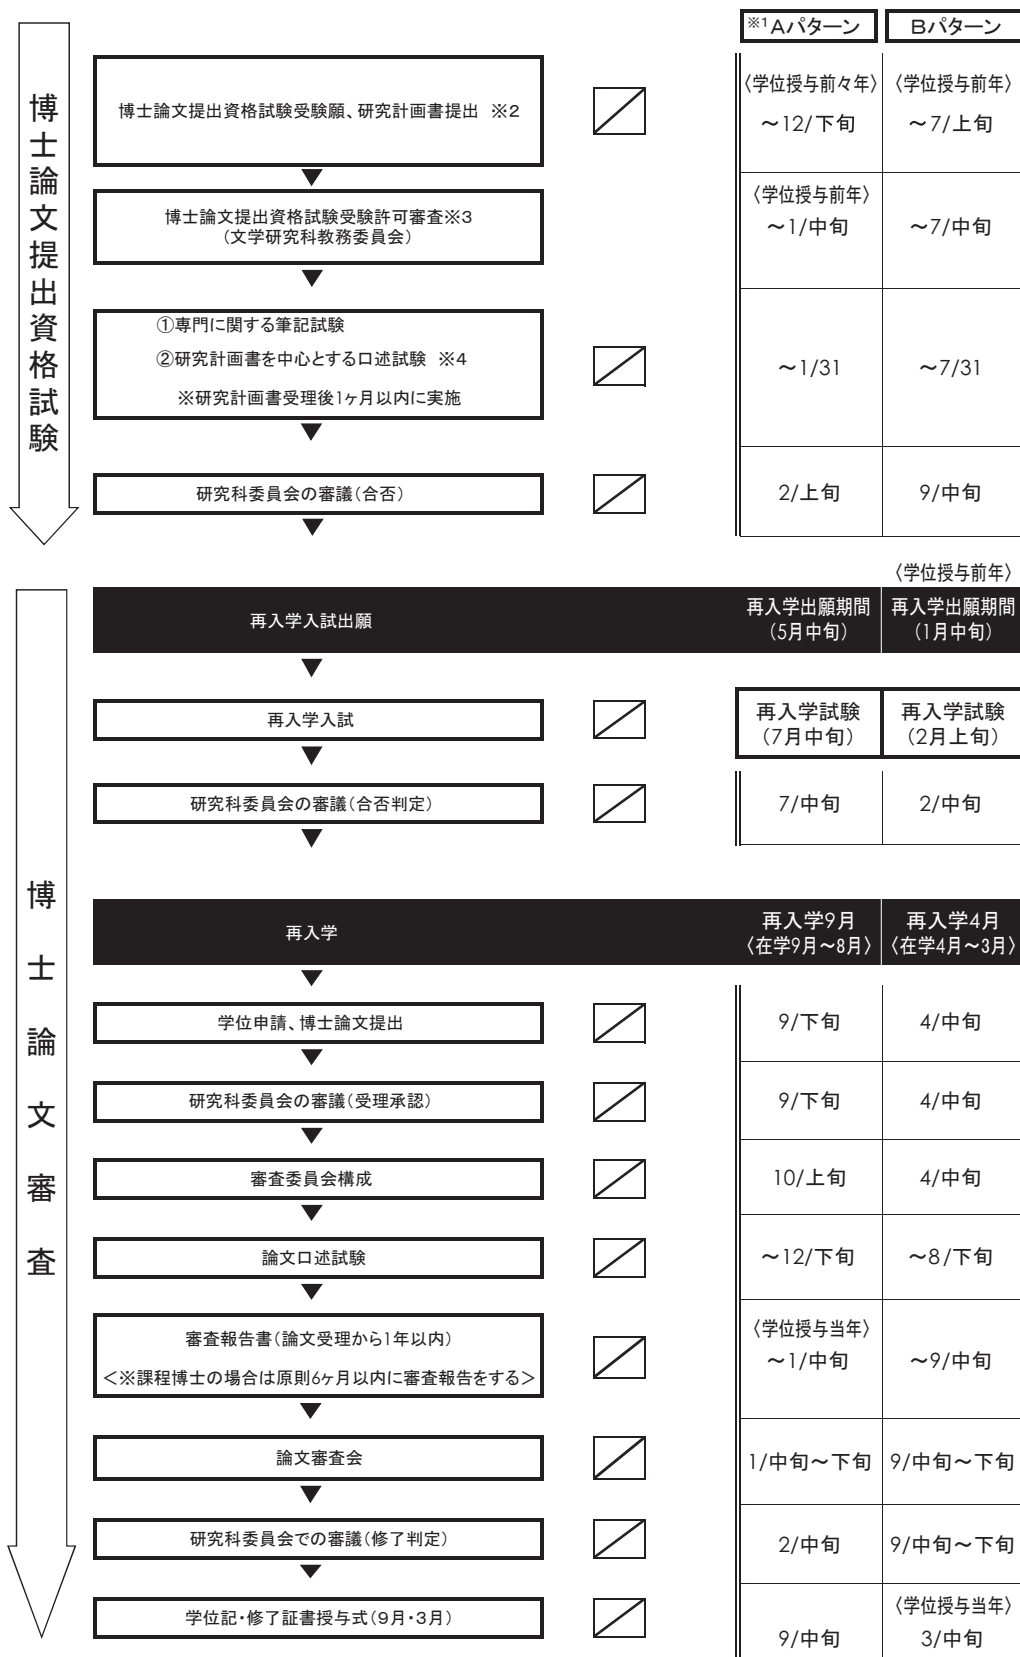 ※1Aパターン
Bパターン
博士論文提出資格試験
博士論文提出資格試験受験願、研究計画書提出 ※2
〈学位授与前々年〉
～12/下旬
〈学位授与前年〉
～7/上旬
博士論文提出資格試験受験許可審査※3
(文学研究科教務委員会)
〈学位授与前年〉
～1/中旬
～7/中旬
①専門に関する筆記試験
②研究計画書を中心とする口述試験 ※4
※研究計画書受理後1ヶ月以内に実施
～1/31
～7/31
研究科委員会の審議(合否)
2/上旬
9/中旬
〈学位授与前年〉
博士論文審査
再入学入試出願
再入学出願期間
(5月中旬)
再入学出願期間
(1月中旬)
再入学入試
再入学試験
(7月中旬)
再入学試験
(2月上旬)
研究科委員会の審議(合否判定)
7/中旬
2/中旬
再入学
再入学9月
〈在学9月～8月〉
再入学4月
〈在学4月～3月〉
学位申請、博士論文提出
9/下旬
4/中旬
研究科委員会の審議(受理承認)
9/下旬
4/中旬
審査委員会構成
10/上旬
4/中旬
論文口述試験
～12/下旬
～8/下旬
審査報告書(論文受理から1年以内)
<※課程博士の場合は原則6ヶ月以内に審査報告をする>
〈学位授与当年〉
～1/中旬
～9/中旬
論文審査会
1/中旬～下旬
9/中旬～下旬
研究科委員会での審議(修了判定)
2/中旬
9/中旬～下旬
学位記・修了証書授与式(9月・3月)
9/中旬
〈学位授与当年〉
3/中旬